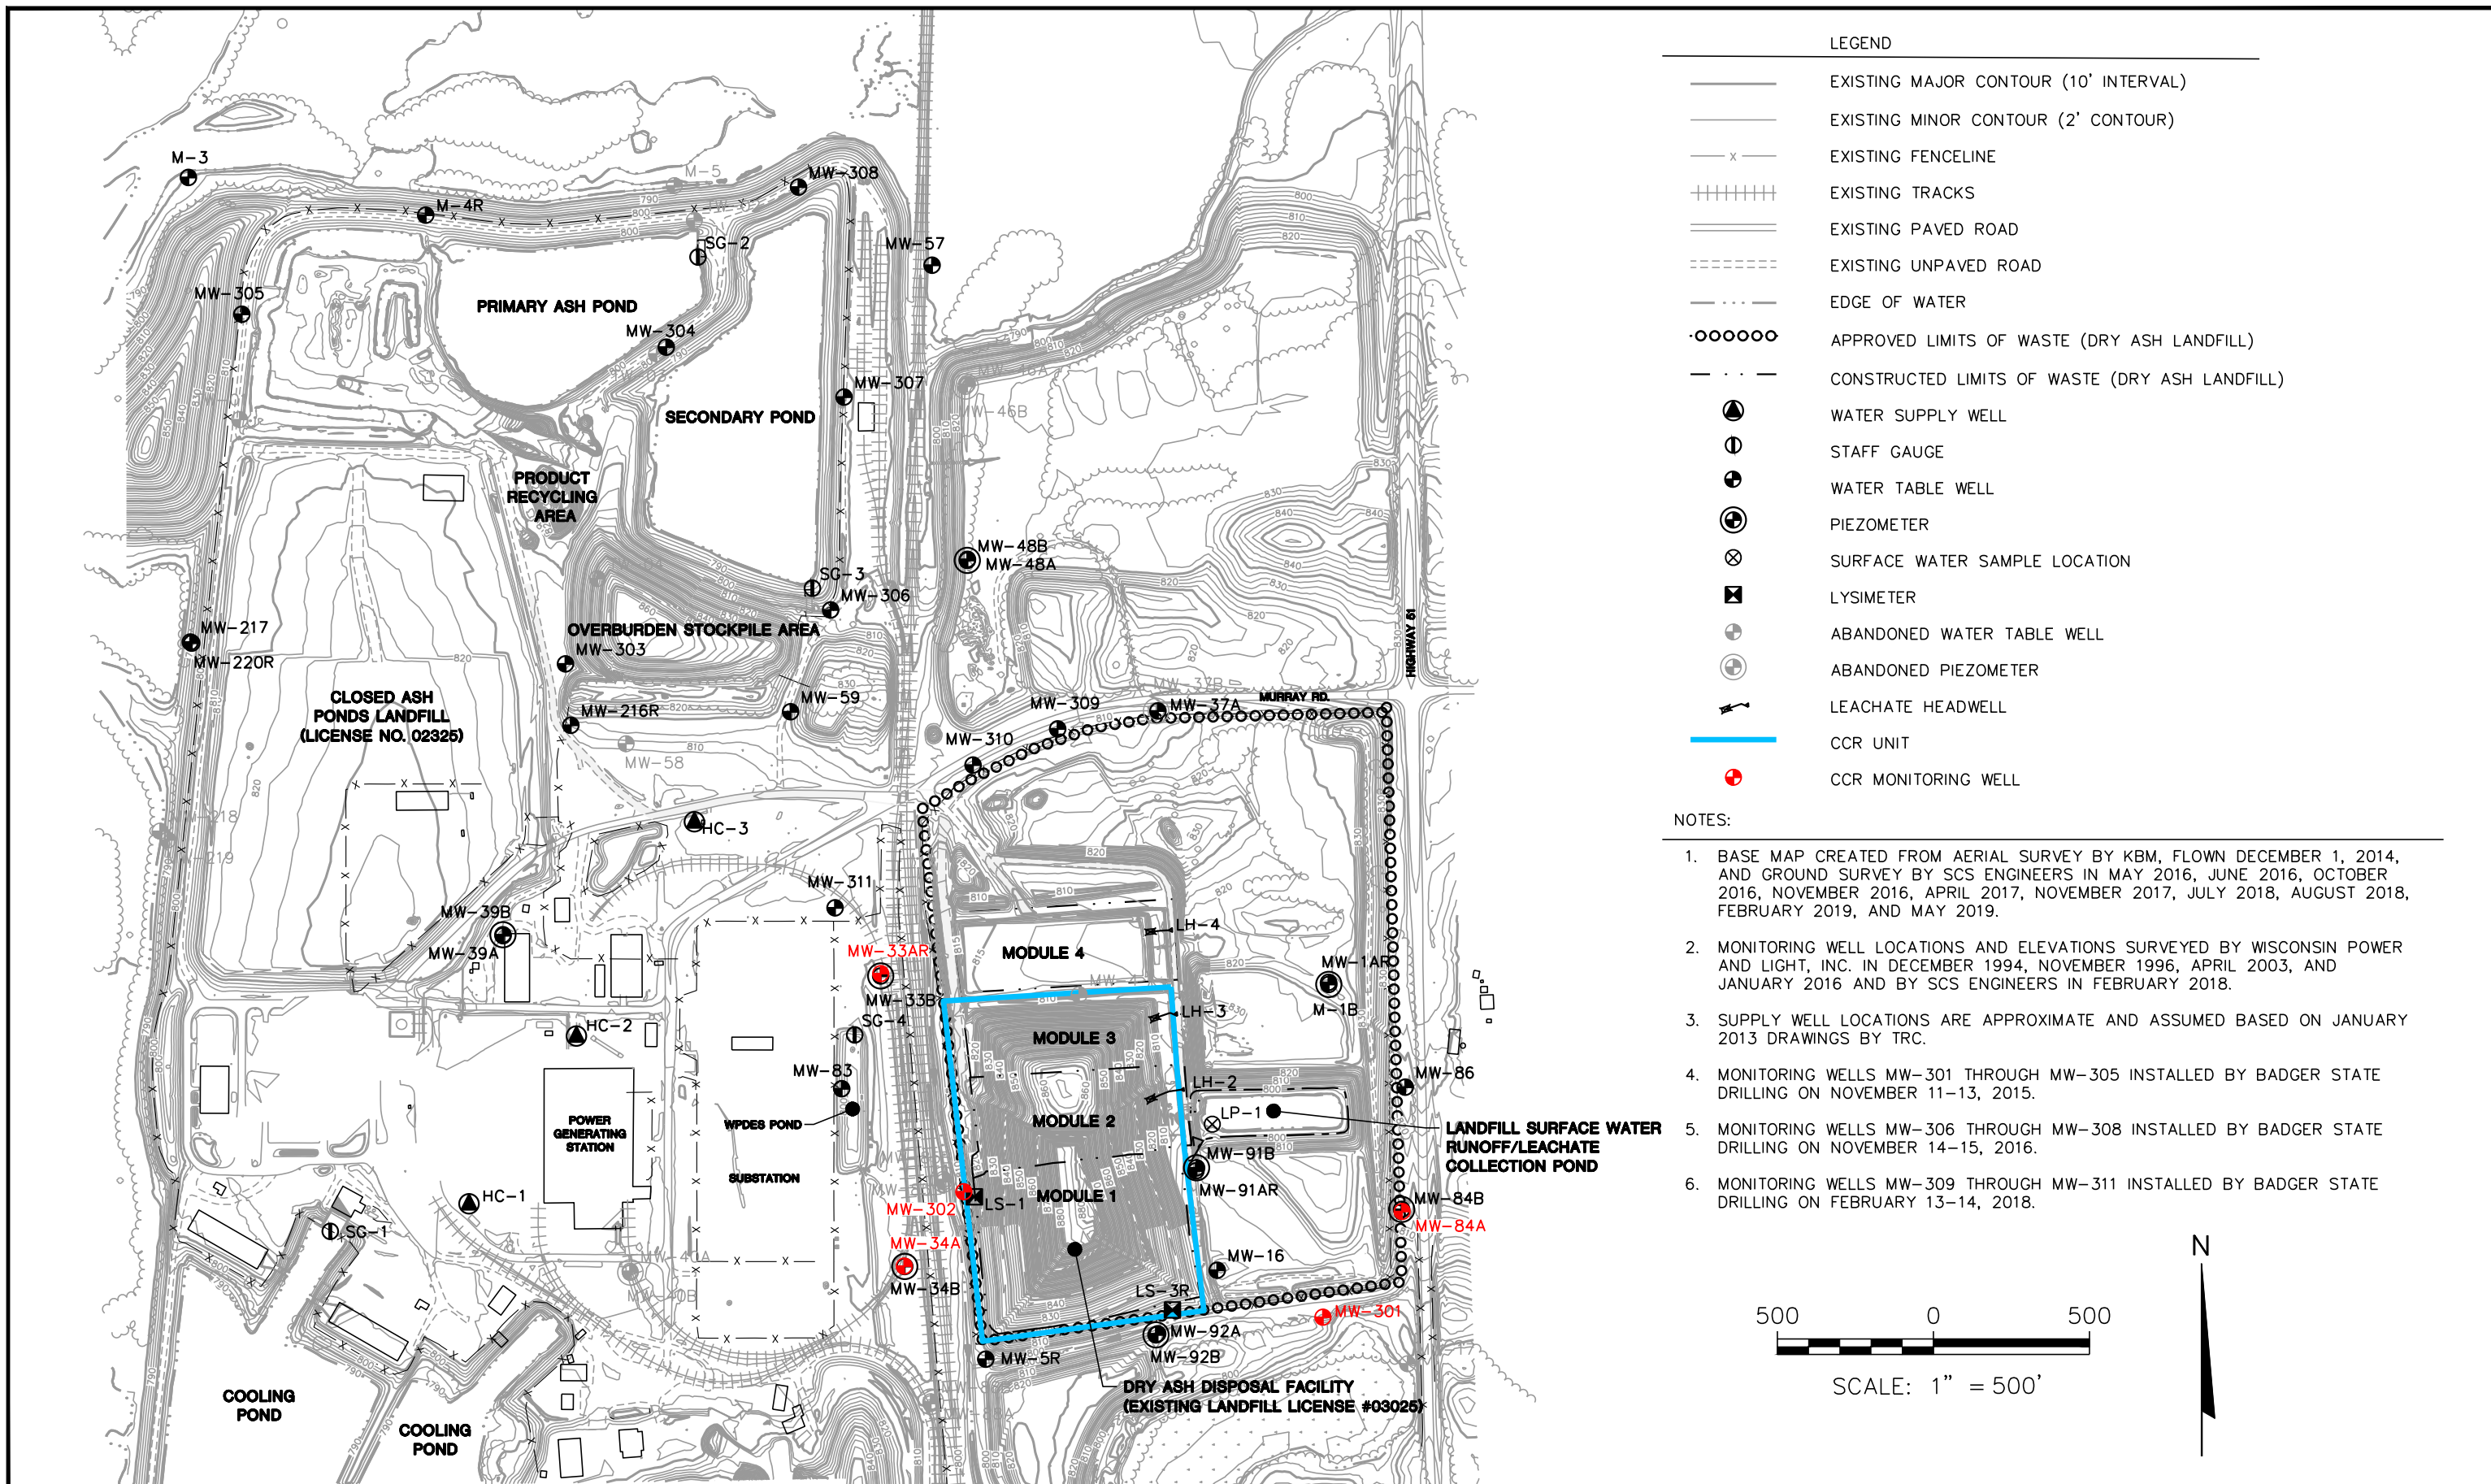 LEGEND
EXISTING MAJOR CONTOUR (10' INTERVAL)
EXISTING MINOR CONTOUR (2' CONTOUR)
EXISTING FENCELINE
EXISTING TRACKS
EXISTING PAVED ROAD
EXISTING UNPAVED ROAD
EDGE OF WATER
APPROVED LIMITS OF WASTE (DRY ASH LANDFILL)
CONSTRUCTED LIMITS OF WASTE (DRY ASH LANDFILL)
WATER SUPPLY WELL
STAFF GAUGE
WATER TABLE WELL
PIEZOMETER
SURFACE WATER SAMPLE LOCATION
LYSIMETER
ABANDONED WATER TABLE WELL
ABANDONED PIEZOMETER
LEACHATE HEADWELL
CCR UNIT
CCR MONITORING WELL
NOTES:
1. BASE MAP CREATED FROM AERIAL SURVEY BY KBM, FLOWN DECEMBER 1, 2014,
AND GROUND SURVEY BY SCS ENGINEERS IN MAY 2016, JUNE 2016, OCTOBER
2016, NOVEMBER 2016, APRIL 2017, NOVEMBER 2017, JULY 2018, AUGUST 2018,
FEBRUARY 2019, AND MAY 2019.
2. MONITORING WELL LOCATIONS AND ELEVATIONS SURVEYED BY WISCONSIN POWER
AND LIGHT, INC. IN DECEMBER 1994, NOVEMBER 1996, APRIL 2003, AND
JANUARY 2016 AND BY SCS ENGINEERS IN FEBRUARY 2018.
3. SUPPLY WELL LOCATIONS ARE APPROXIMATE AND ASSUMED BASED ON JANUARY
2013 DRAWINGS BY TRC.
4. MONITORING WELLS MW-301 THROUGH MW-305 INSTALLED BY BADGER STATE
DRILLING ON NOVEMBER 11-13, 2015.
5. MONITORING WELLS MW-306 THROUGH MW-308 INSTALLED BY BADGER STATE
DRILLING ON NOVEMBER 14-15, 2016.
6. MONITORING WELLS MW-309 THROUGH MW-311 INSTALLED BY BADGER STATE
DRILLING ON FEBRUARY 13-14, 2018.
N
500 0 500
SCALE: 1" = 500'
M-3
M-5
MW-308
M-4R
SG-2
MW-57
MW-305
PRIMARY ASH POND
MW-304
MW-307
SECONDARY POND
MW-46B
PRODUCT
RECYCLING
AREA
MW-48B
MW-48A
SG-3
MW-306
OVERBURDEN STOCKPILE AREA
HIGHWAY 51
MW-217
MW-220R
MW-303
CLOSED ASH
PONDS LANDFILL
(LICENSE NO. 02325)
MW-59
MW-216R
MW-58
MW-309
MW-37B
MW-37A
MURRAY RD.
MW-310
HC-3
MW-311
MW-39B
MW-39A
MW-33AR
MW-33B
LH-4
MODULE 4
MW-1AR
M-1B
HC-2
SG-4
LH-3
MODULE 3
MW-83
LH-2
MW-86
POWER
GENERATING
STATION
WPDES POND
MODULE 2
LP-1
LANDFILL SURFACE WATER
RUNOFF/LEACHATE
COLLECTION POND
SUBSTATION
MW-91B
MW-91AR
MODULE 1
HC-1
LS-1
MW-302
MW-84B
MW-84A
SG-1
MW-34A
MW-34B
MW-40B
MW-16
LS-3R
MW-301
MW-92A
MW-92B
MW-5R
DRY ASH DISPOSAL FACILITY
(EXISTING LANDFILL LICENSE #03025)
COOLING
POND
COOLING
POND